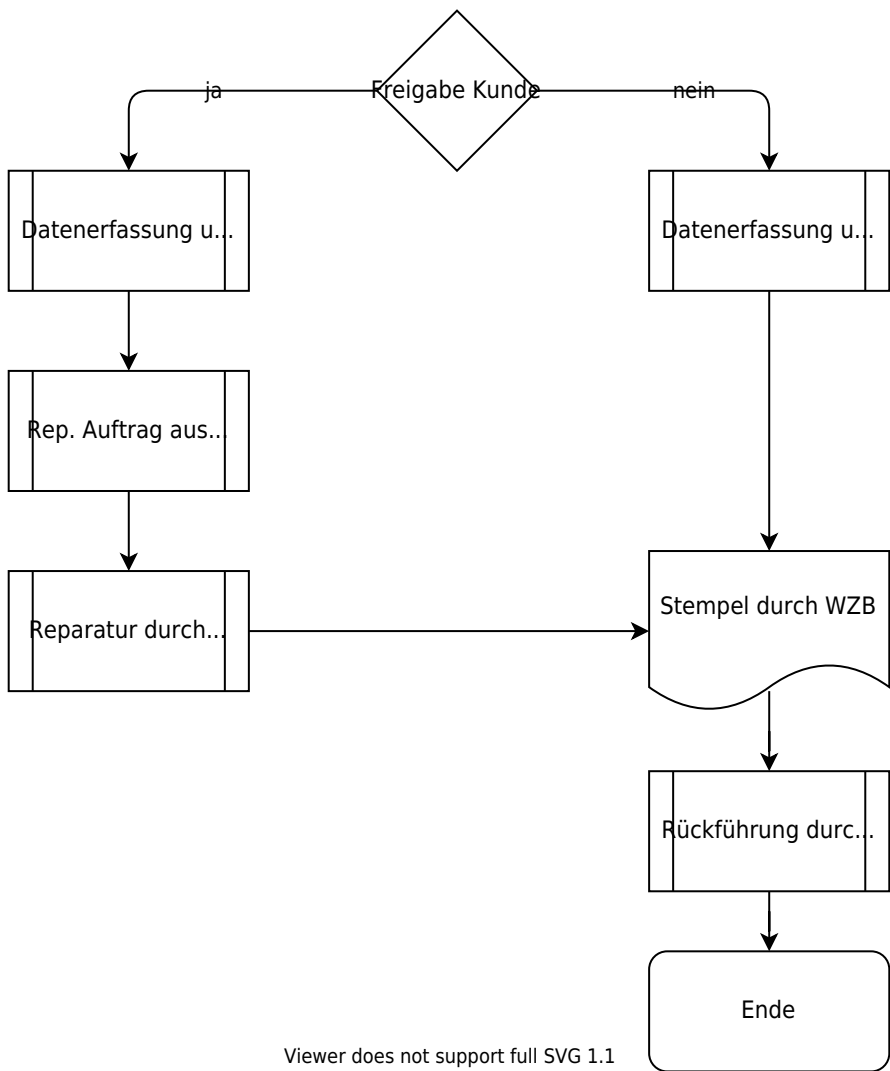 Freigabe Kunde
ja
nein
Datenerfassung u...
Datenerfassung u...
Rep. Auftrag aus...
Reparatur durch...
Stempel durch WZB
Rückführung durc...
Ende
Viewer does not support full SVG 1.1